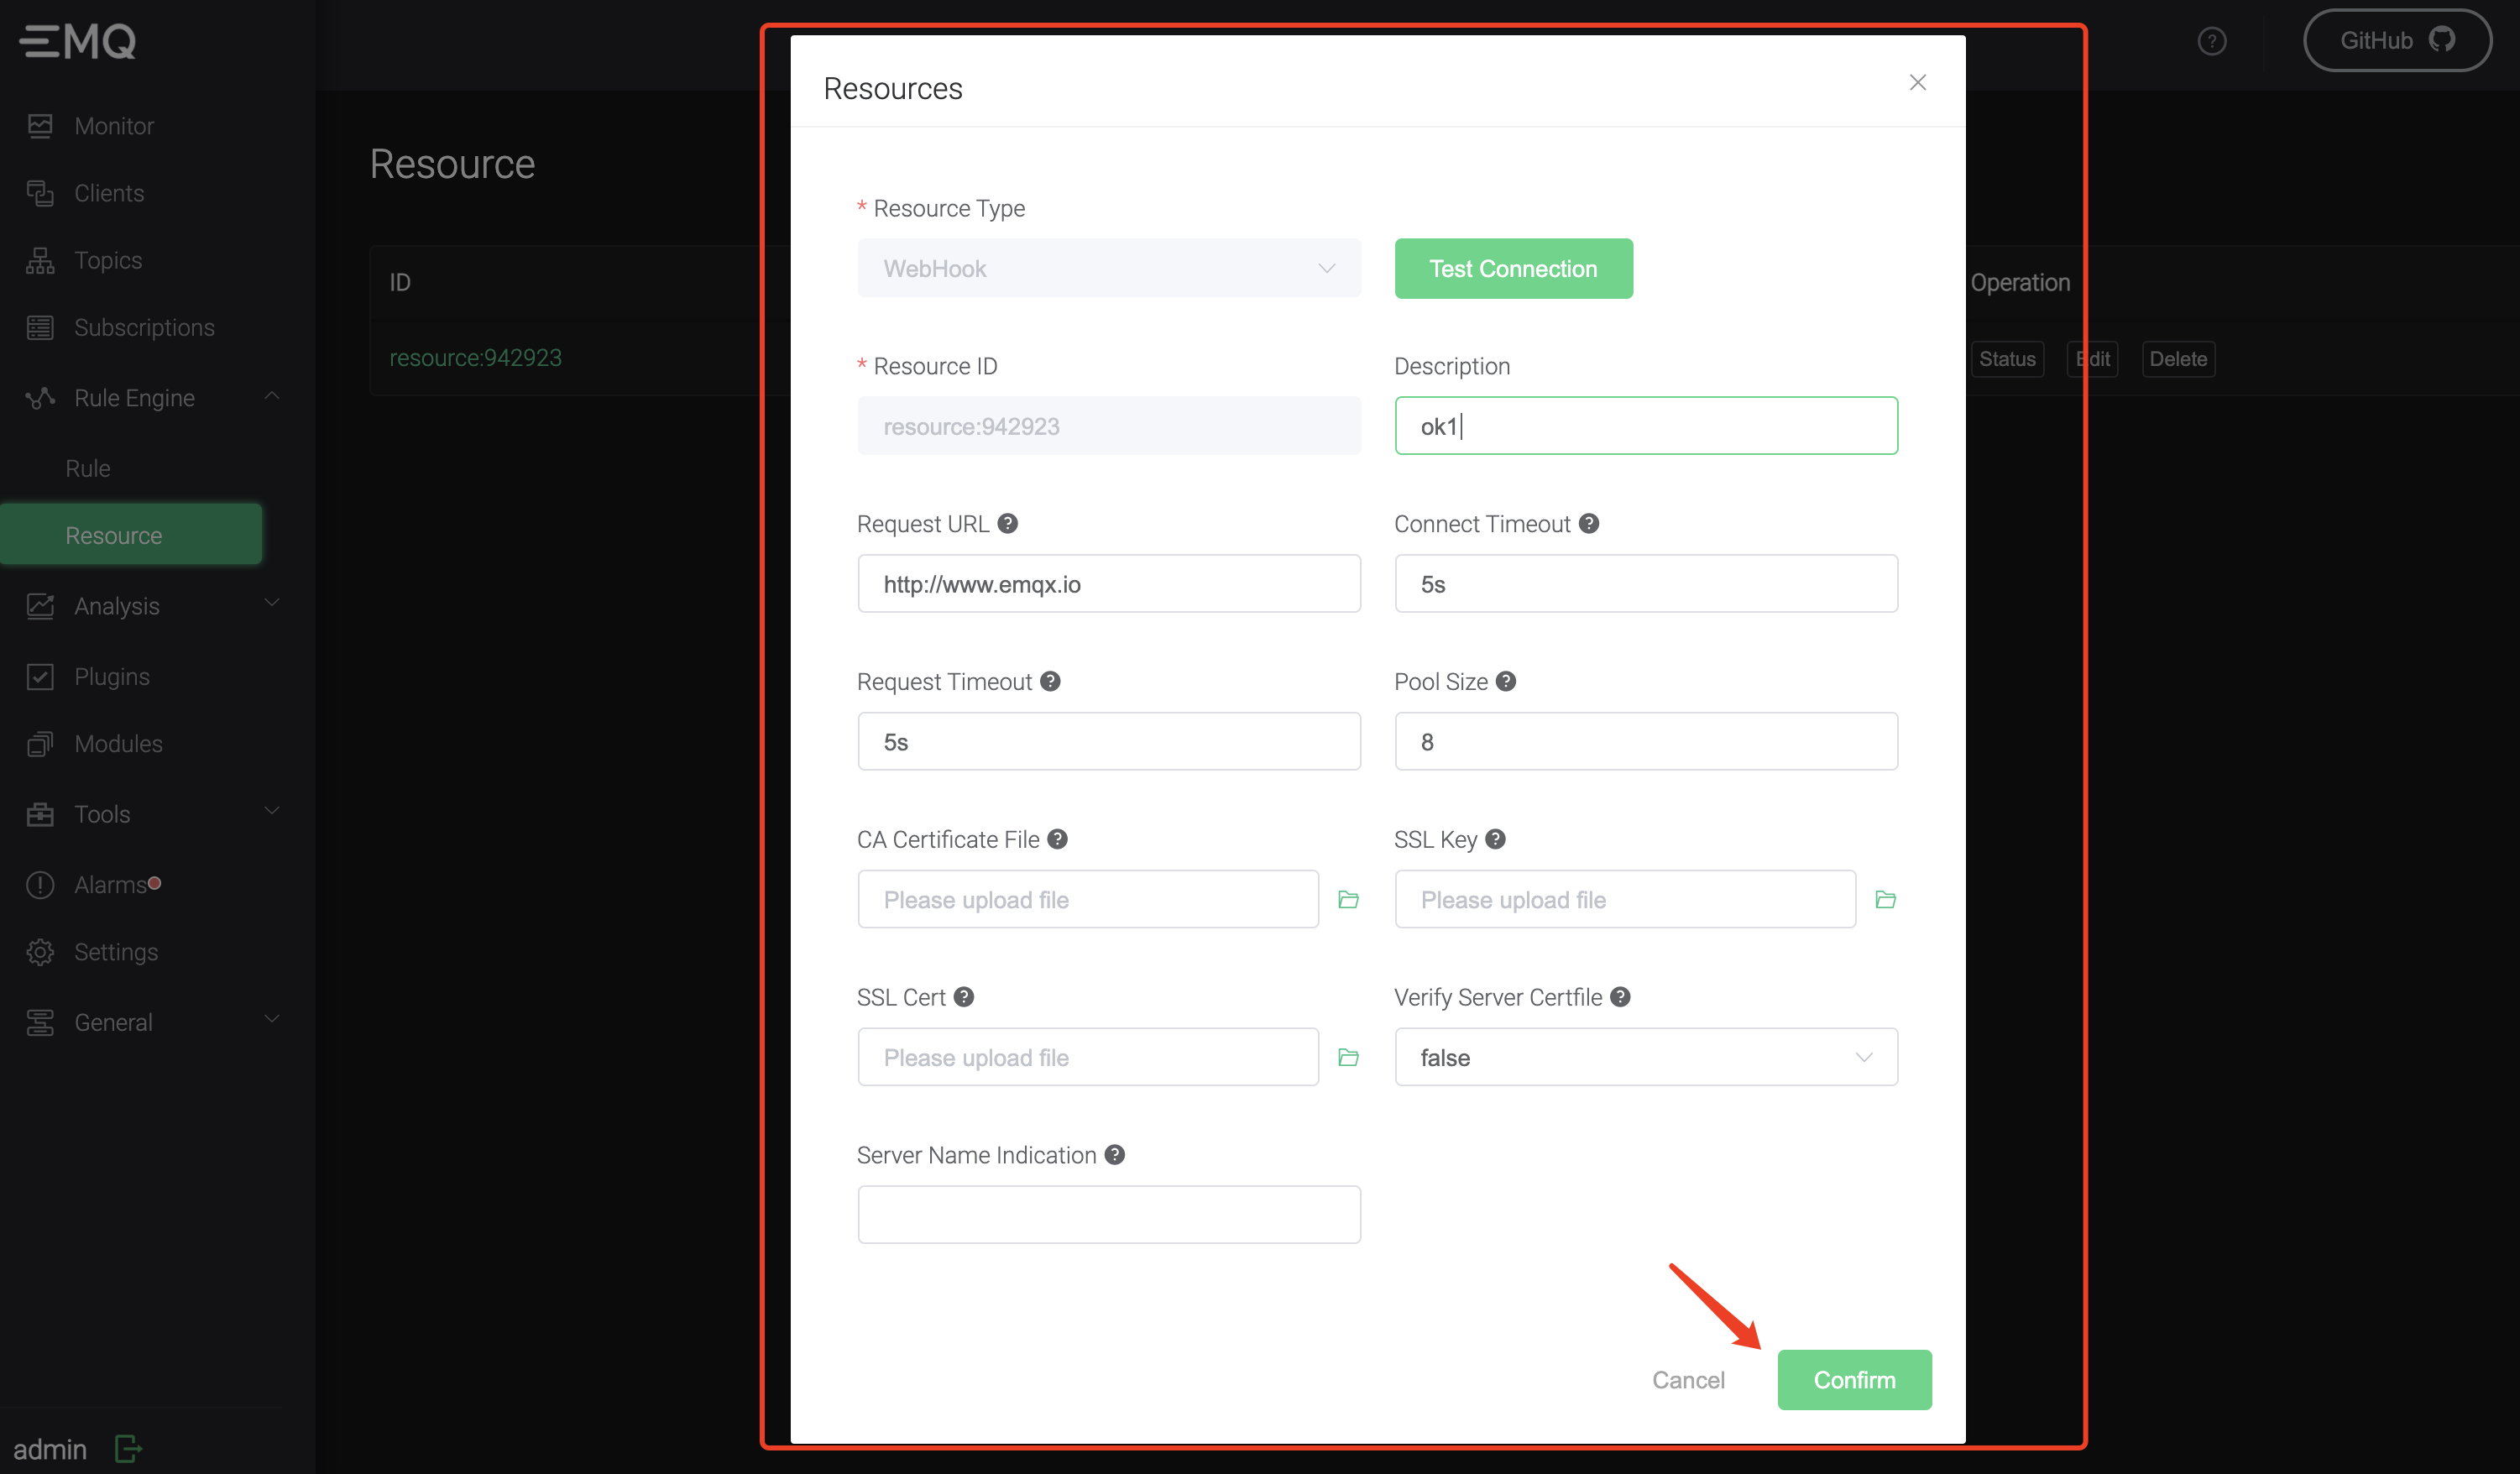 EMQ
GitHub
Monitor
Clients
Topics
Subscriptions
Rule Engine
Rule
Resource
Analysis
Plugins
Modules
Tools
Alarms
Settings
General
admin
Resource
ID
Operation
resource:942923
Status
Edit
Delete
Resources
* Resource Type
WebHook
Test Connection
* Resource ID
Description
resource:942923
ok1
Request URL
Connect Timeout
http://www.emqx.io
5s
Request Timeout
Pool Size
5s
8
CA Certificate File
SSL Key
Please upload file
Please upload file
SSL Cert
Verify Server Certfile
Please upload file
false
Server Name Indication
Cancel
Confirm